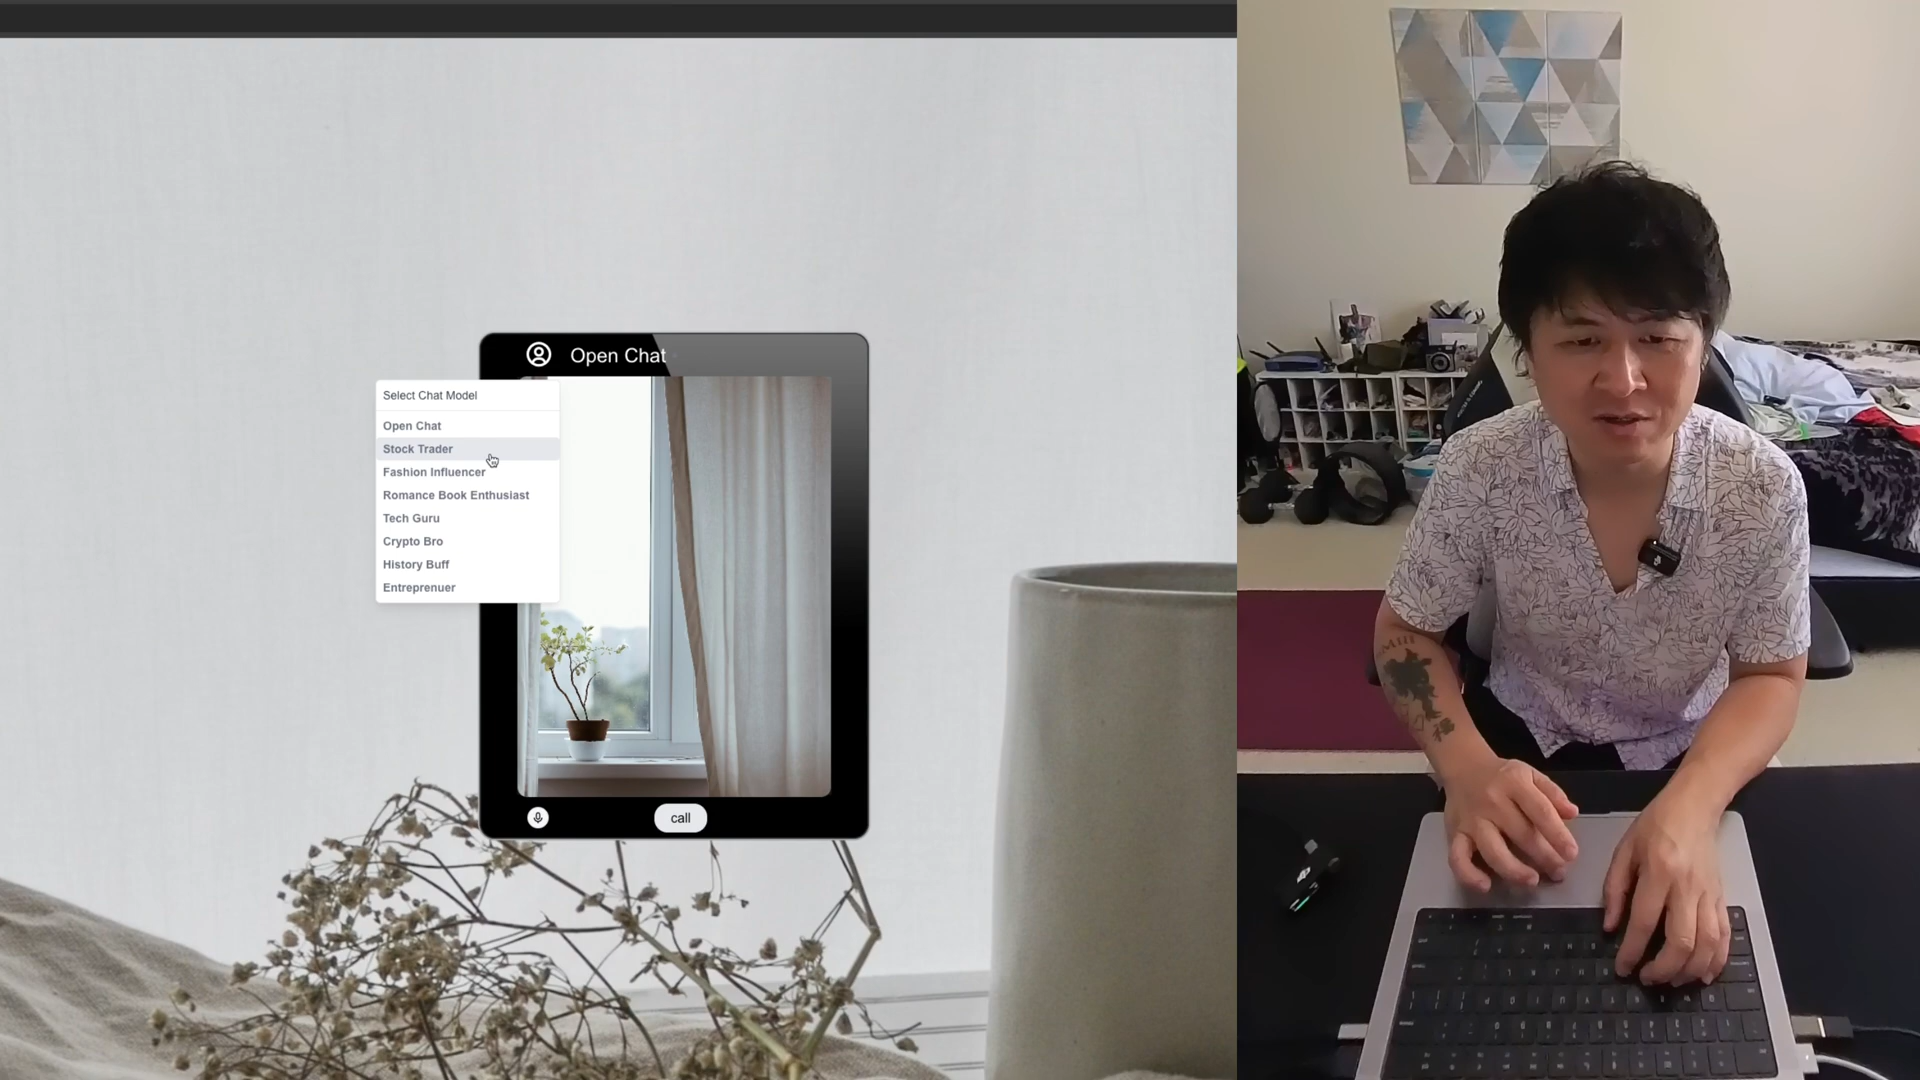 Open Chat
Select Chat Model
Open Chat
Stock Trader
Fashion Influencer
Romance Book Enthusiast
Tech Guru
Crypto Bro
History Buff
Entreprenuer
call
福